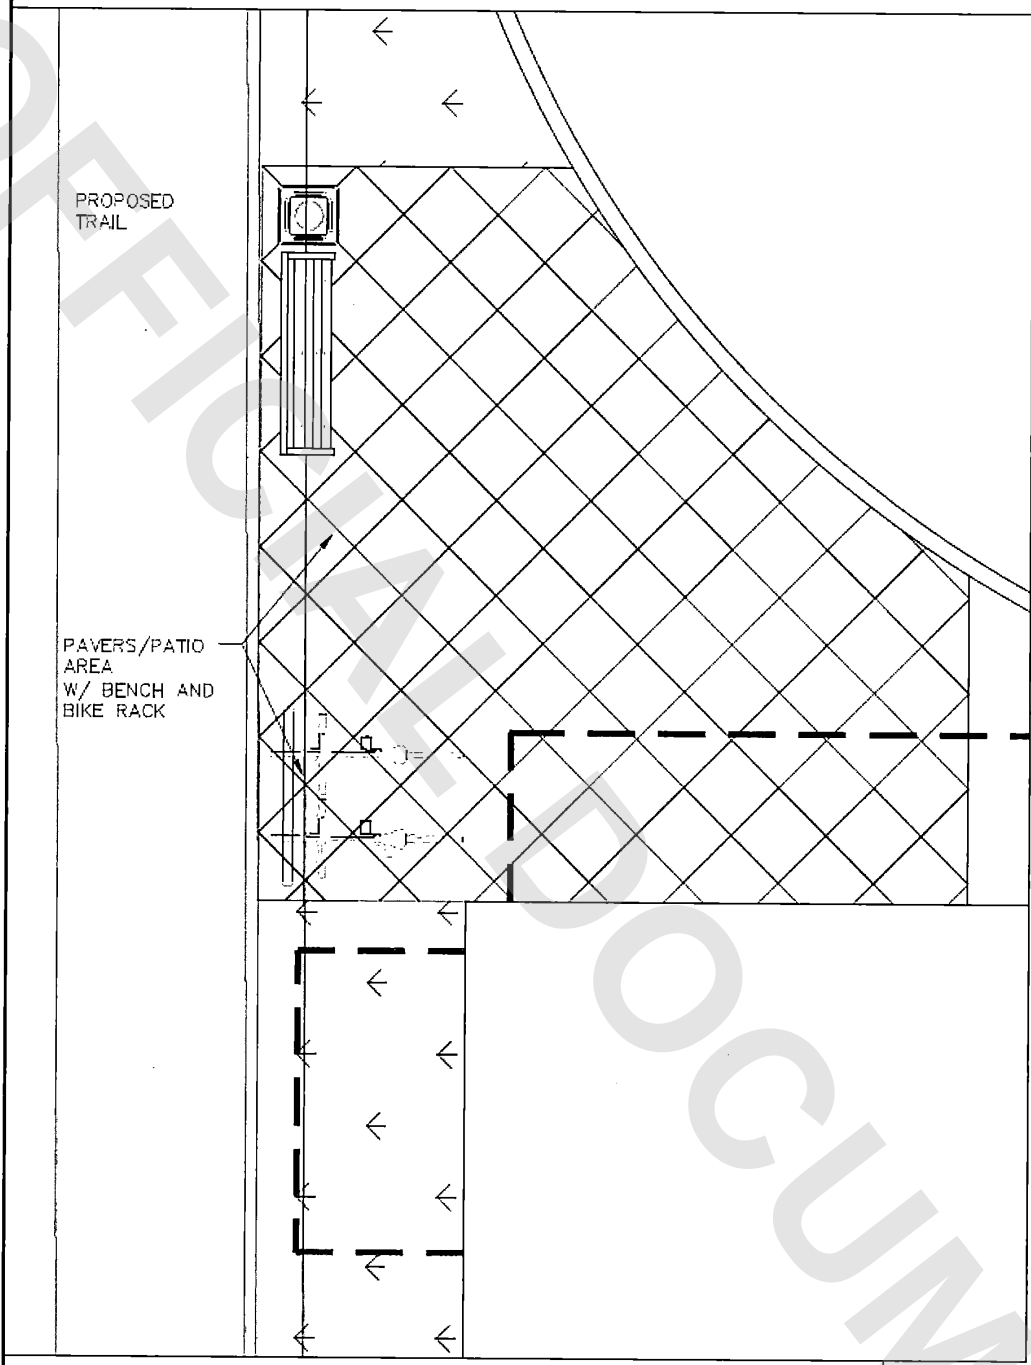 PROPOSED
TRAIL
PAVERS/PATIO
AREA
W/ BENCH AND
BIKE RACK
OFFICIAL DOCUM